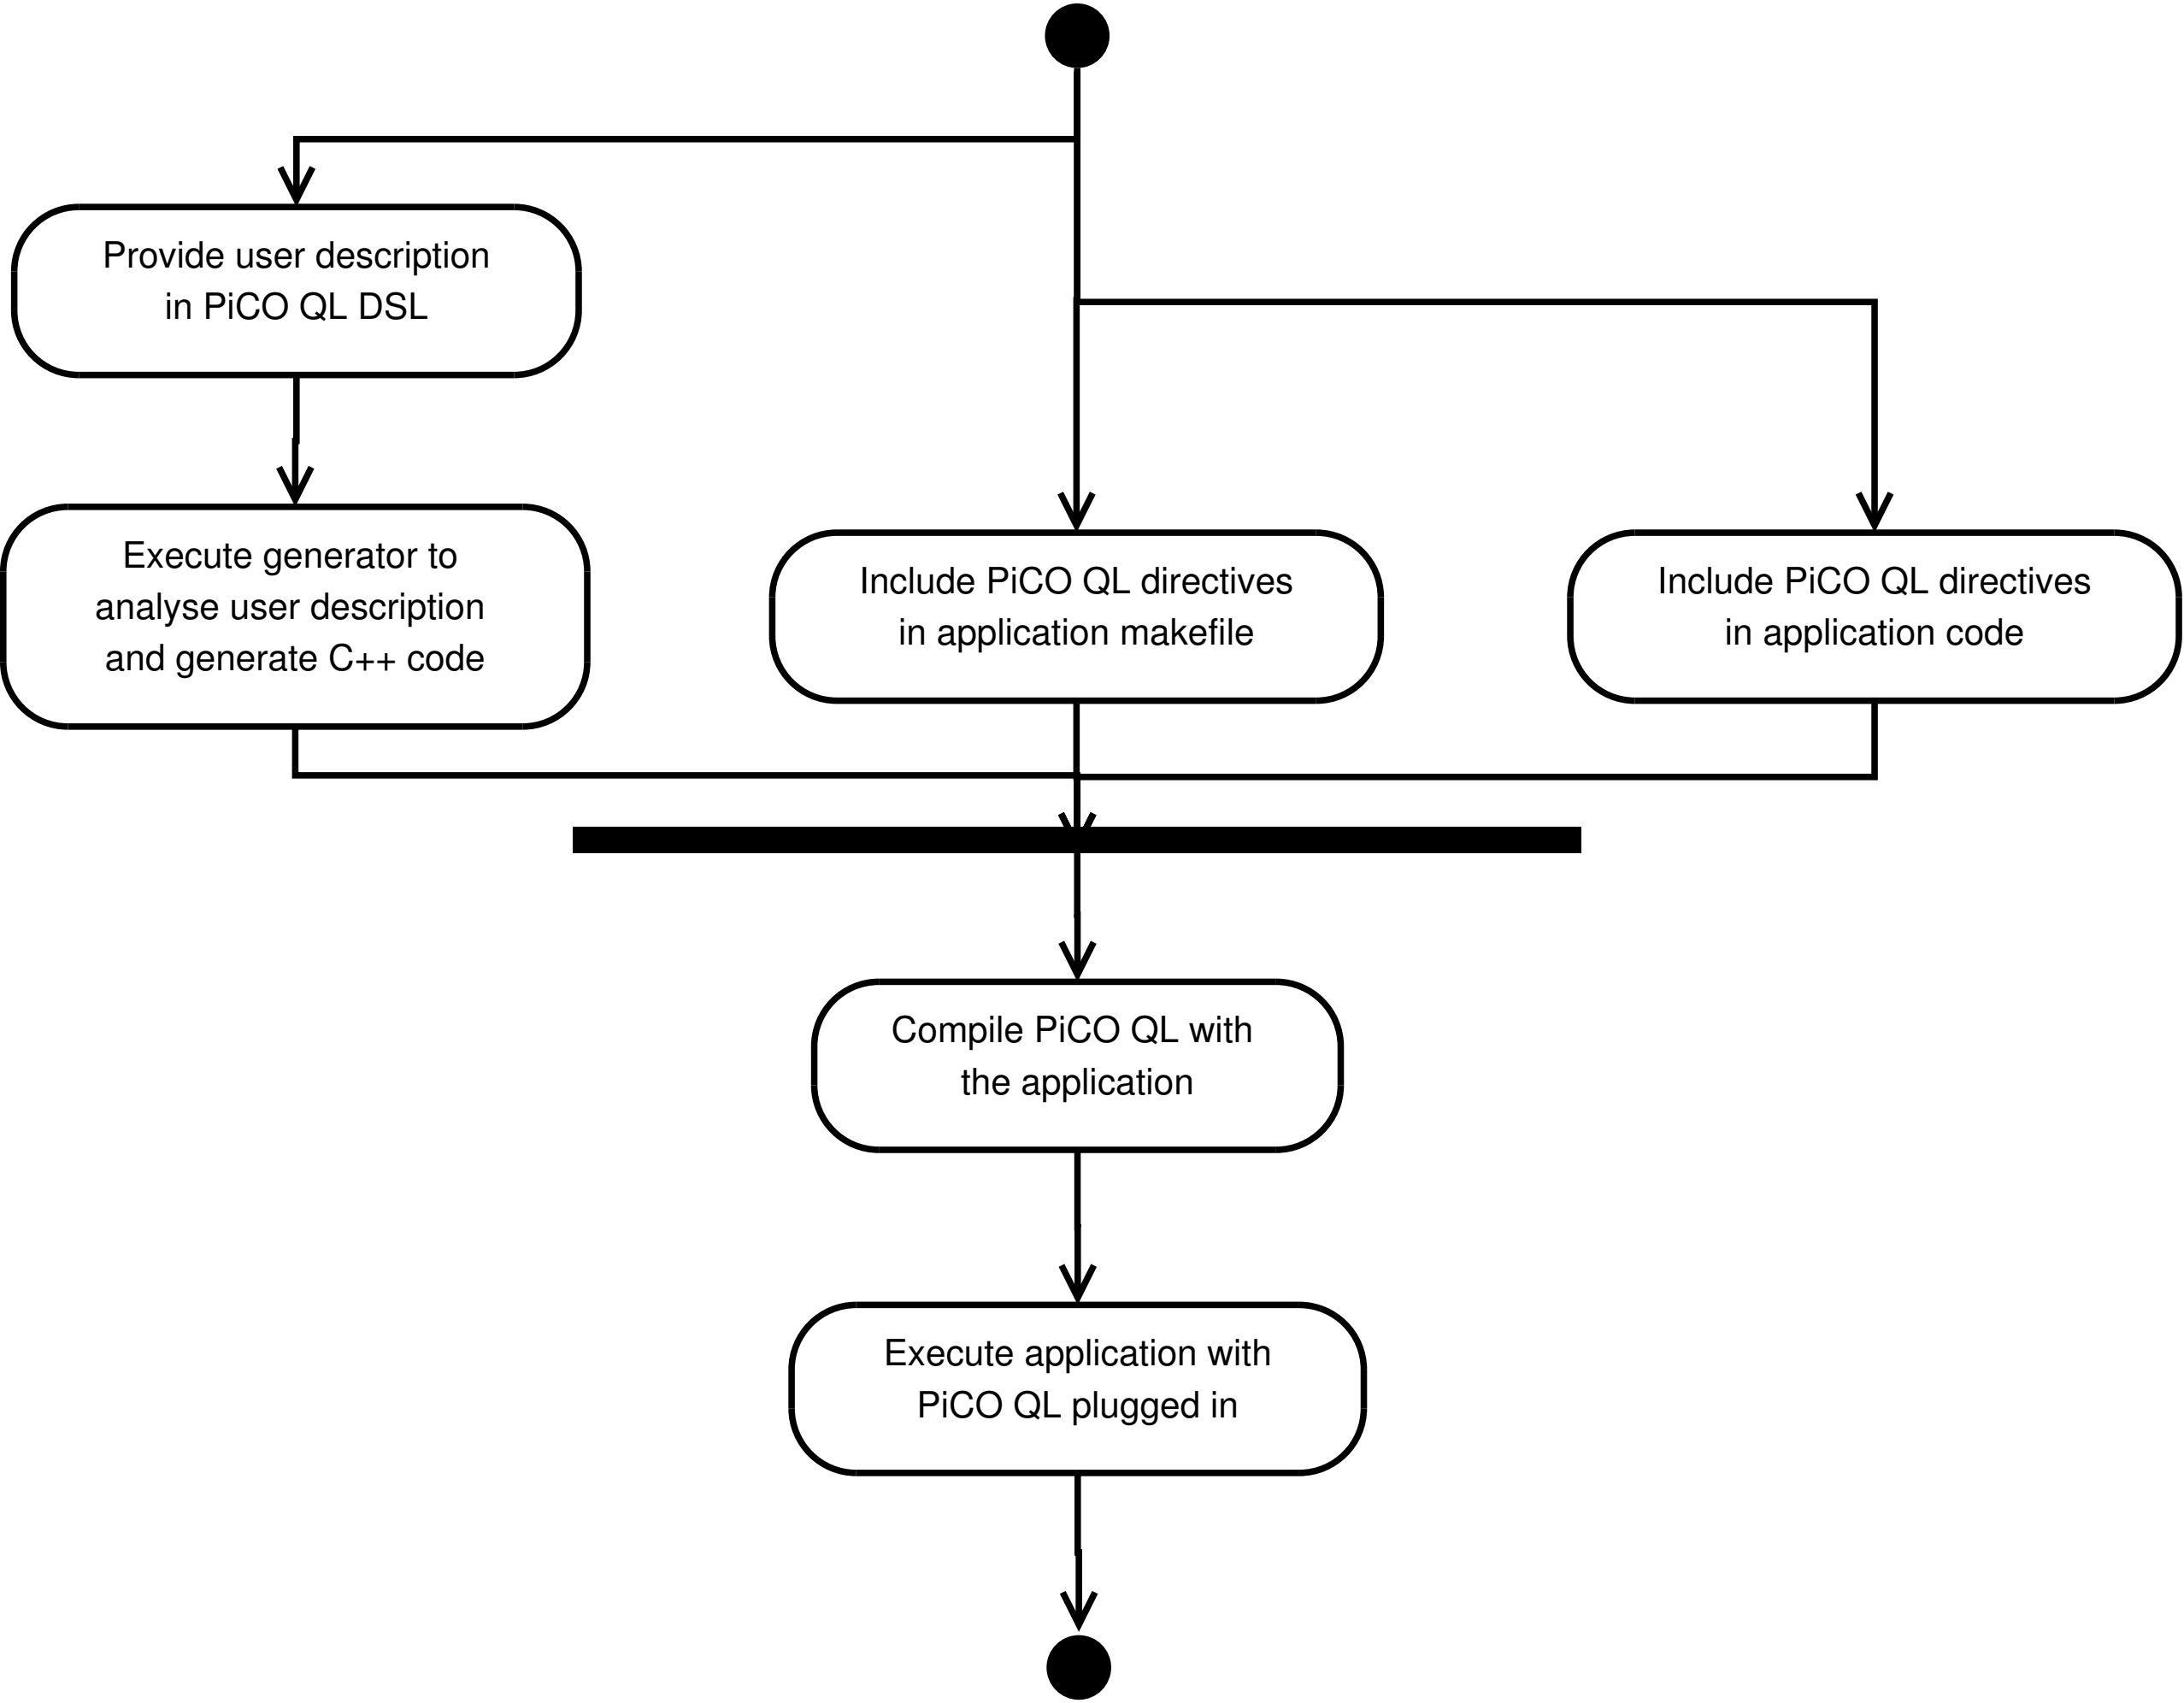 Provide user description
in PiCO QL DSL
Execute generator to
analyse user description
and generate C++ code
Include PiCO QL directives
in application makefile
Include PiCO QL directives
in application code
Compile PiCO QL with
the application
Execute application with
PiCO QL plugged in